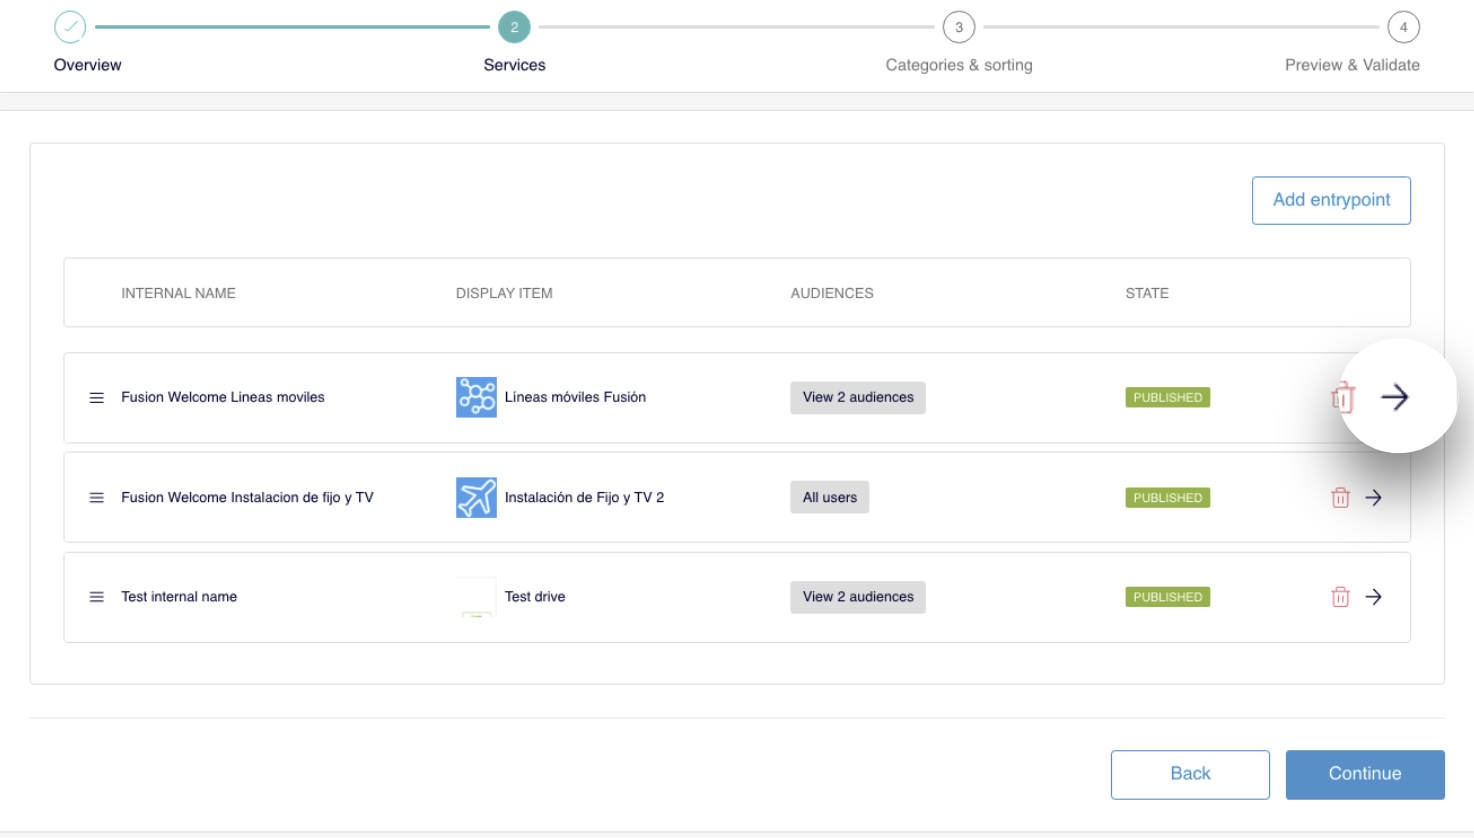 2 3 4
Overview Services Categories & sorting Preview & Validate
Add entrypoint
INTERNAL NAME DISPLAY ITEM AUDIENCES STATE
Fusion Welcome Lineas moviles Líneas móviles Fusión View 2 audiences PUBLISHED
Fusion Welcome Instalacion de fijo y TV Instalación de Fijo y TV 2 All users PUBLISHED
Test internal name Test drive View 2 audiences PUBLISHED
Back Continue